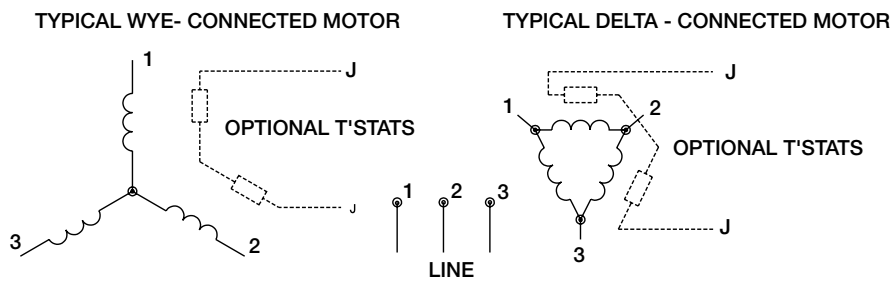 TYPICAL WYE- CONNECTED MOTOR
1
J
OPTIONAL T'STATS
J
3
2
1 2 3
LINE
TYPICAL DELTA - CONNECTED MOTOR
J
1
2
OPTIONAL T'STATS
J
3